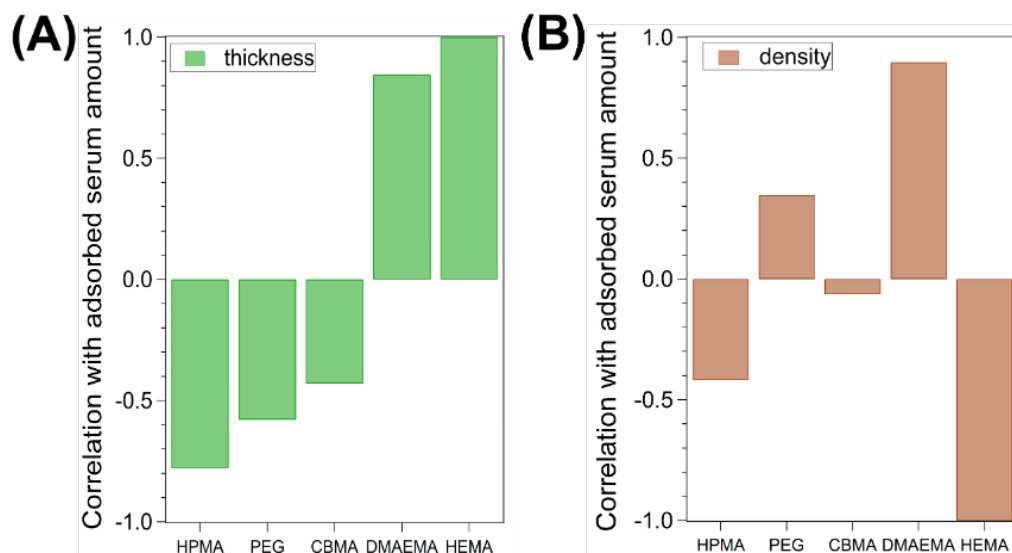 (A)
thickness
Correlation with adsorbed serum amount
1.0
0.5
0.0
-0.5
-1.0
HPMA PEG CBMA DMAEMA HEMA
(B)
density
Correlation with adsorbed serum amount
1.0
0.5
0.0
-0.5
-1.0
HPMA PEG CBMA DMAEMA HEMA